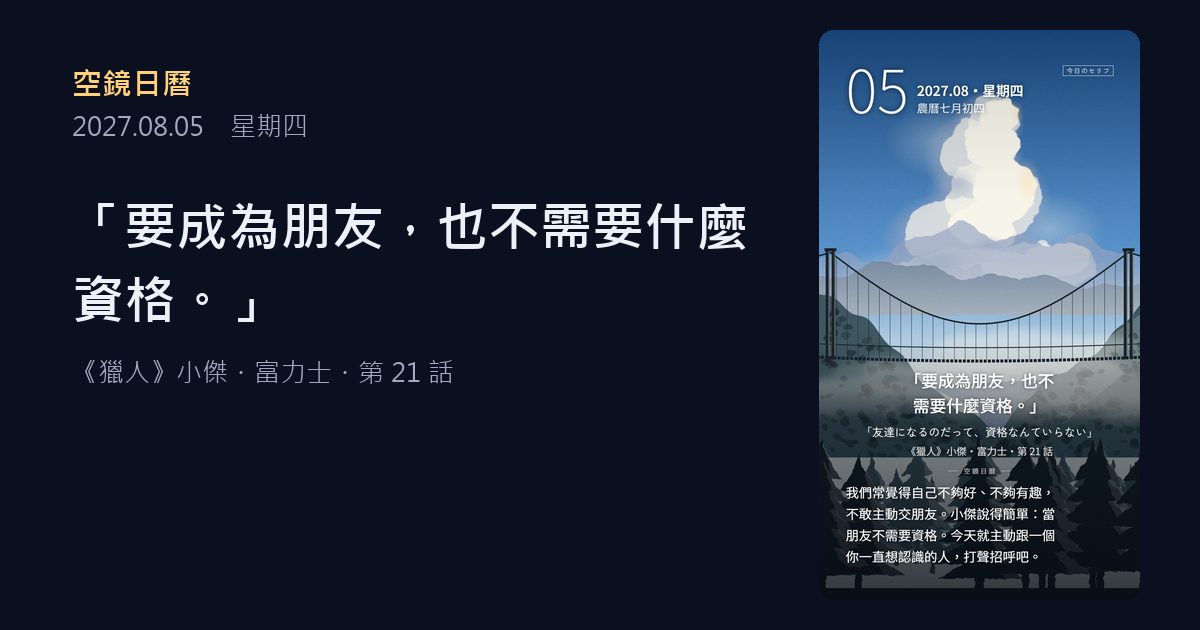 空鏡日曆
2027.08.05 星期四
「要成為朋友，也不需要什麼
資格。」
《獵人》小傑・富力士・第 21 話
今日のセリフ
05
2027.08・星期四
農曆七月初四
「要成為朋友，也不
需要什麼資格。」
「友達になるのだって、資格なんていらない」
《獵人》小傑・富力士・第 21 話
— 空鏡日曆 —
我們常覺得自己不夠好、不夠有趣，
不敢主動交朋友。小傑說得簡單：當
朋友不需要資格。今天就主動跟一個
你一直想認識的人，打聲招呼吧。